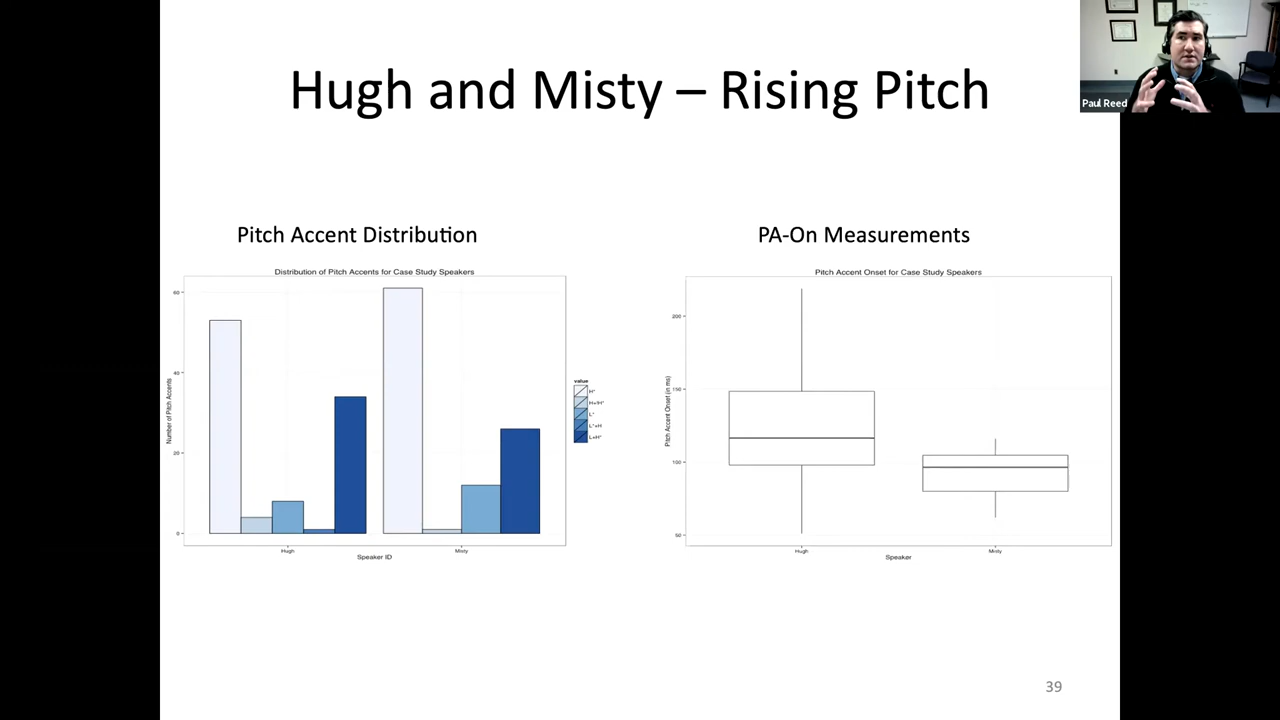 Hugh and Misty – Rising Pitch
Paul Reed
Pitch Accent Distribution
PA-On Measurements
Distribution of Pitch Accents for Case Study Speakers
60
40
20
0
Number of Pitch Accents
Hugh
Misty
Speaker ID
value
H*
H+!H*
L*
L*+H
L+H*
Pitch Accent Onset for Case Study Speakers
200
150
100
50
Pitch Accent Onset (in ms)
Hugh
Misty
Speaker
39